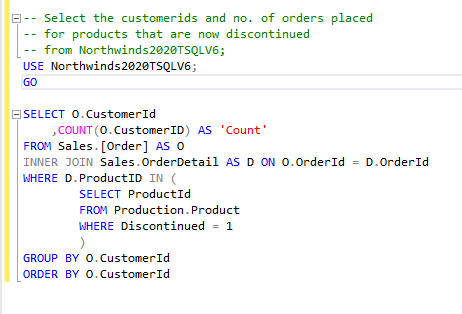 -- Select the customerids and no. of orders placed
-- for products that are now discontinued
-- from Northwinds2020TSQLV6;
USE Northwinds2020TSQLV6;
GO
SELECT O.CustomerId
,COUNT(O.CustomerID) AS 'Count'
FROM Sales.[Order] AS O
INNER JOIN Sales.OrderDetail AS D ON O.OrderId = D.OrderId
WHERE D.ProductID IN (
SELECT ProductId
FROM Production.Product
WHERE Discontinued = 1
)
GROUP BY O.CustomerId
ORDER BY O.CustomerId